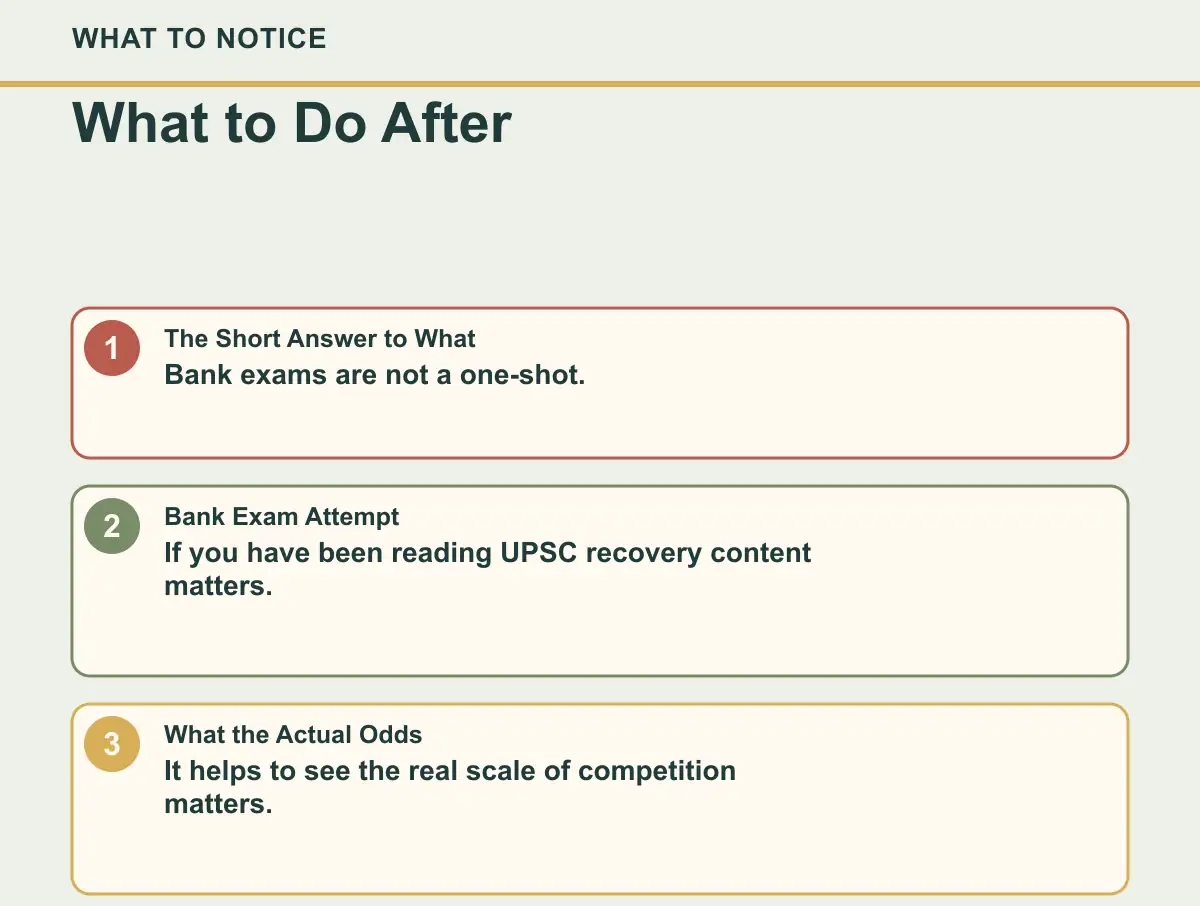 WHAT TO NOTICE
What to Do After
1
The Short Answer to What
Bank exams are not a one-shot.
2
Bank Exam Attempt
If you have been reading UPSC recovery content
matters.
3
What the Actual Odds
It helps to see the real scale of competition
matters.